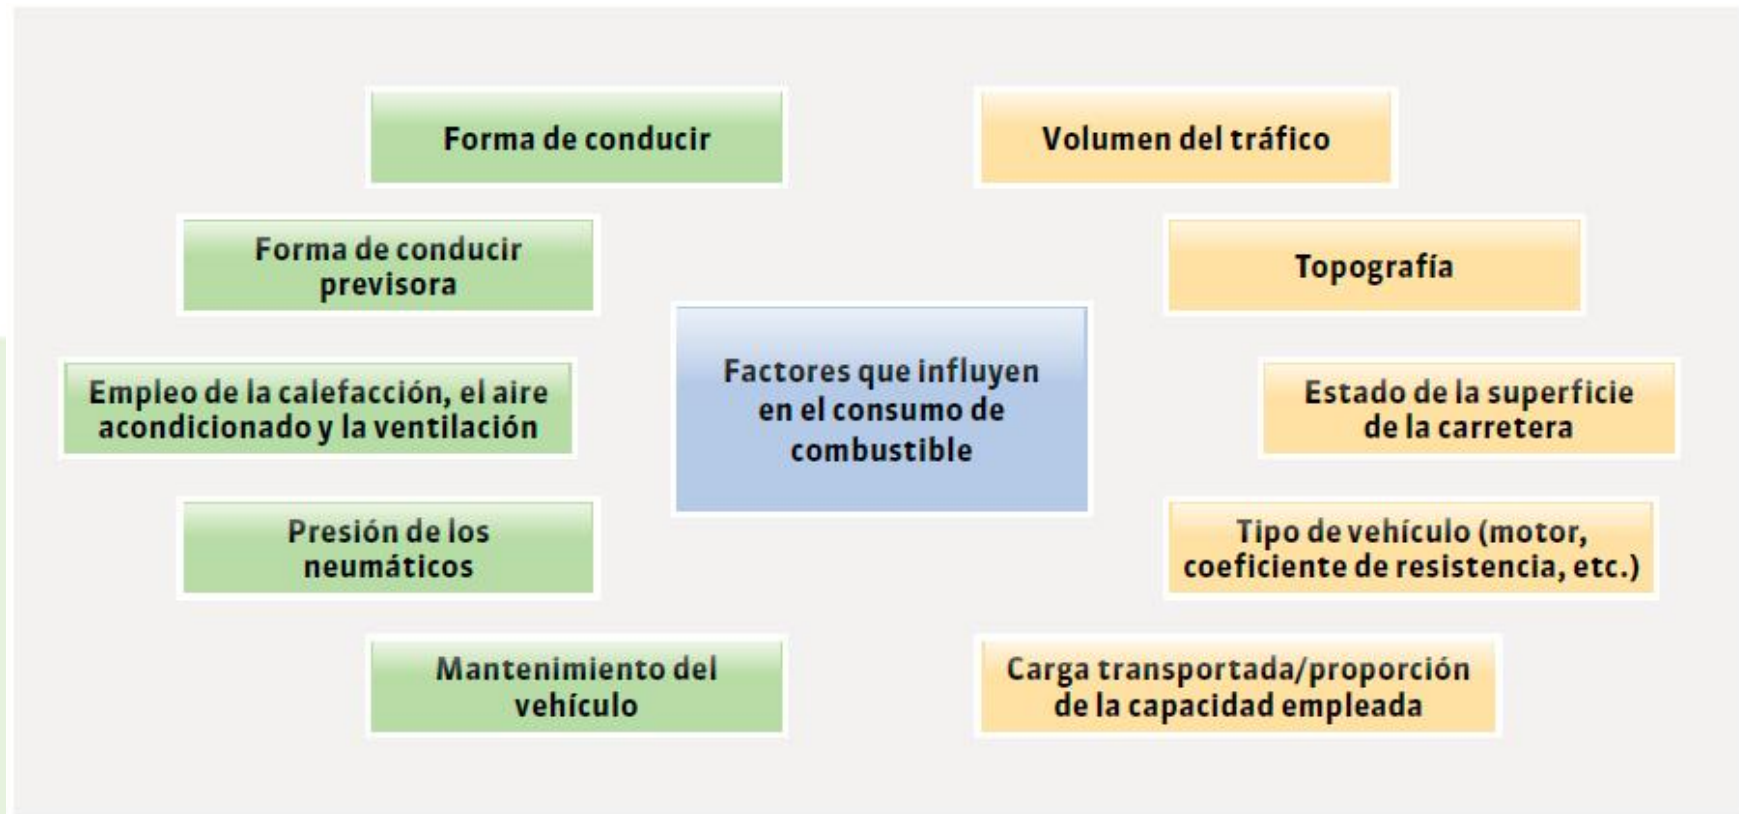 Forma de conducir
Volumen del tráfico
Forma de conducir
previsora
Topografía
Empleo de la calefacción, el aire
acondicionado y la ventilación
Factores que influyen
en el consumo de
combustible
Estado de la superficie
de la carretera
Presión de los
neumáticos
Tipo de vehículo (motor,
coeficiente de resistencia, etc.)
Mantenimiento del
vehículo
Carga transportada/proporción
de la capacidad empleada